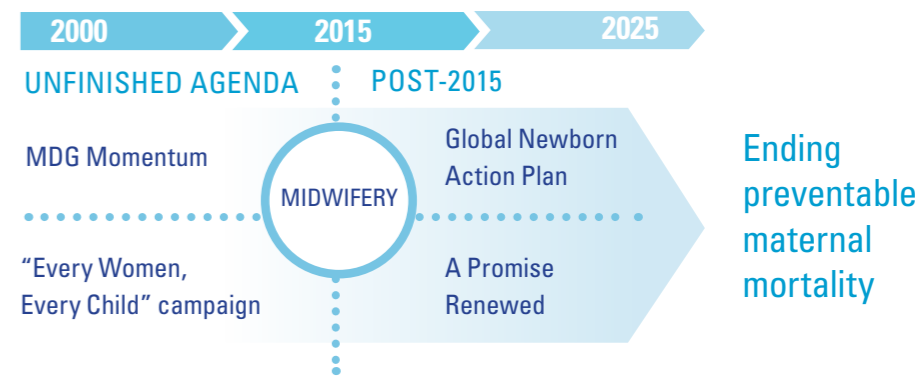 2000
2015
2025
UNFINISHED AGENDA
POST-2015
MDG Momentum
MIDWIFERY
Global Newborn
Action Plan
“Every Women,
Every Child” campaign
A Promise
Renewed
Ending
preventable
maternal
mortality